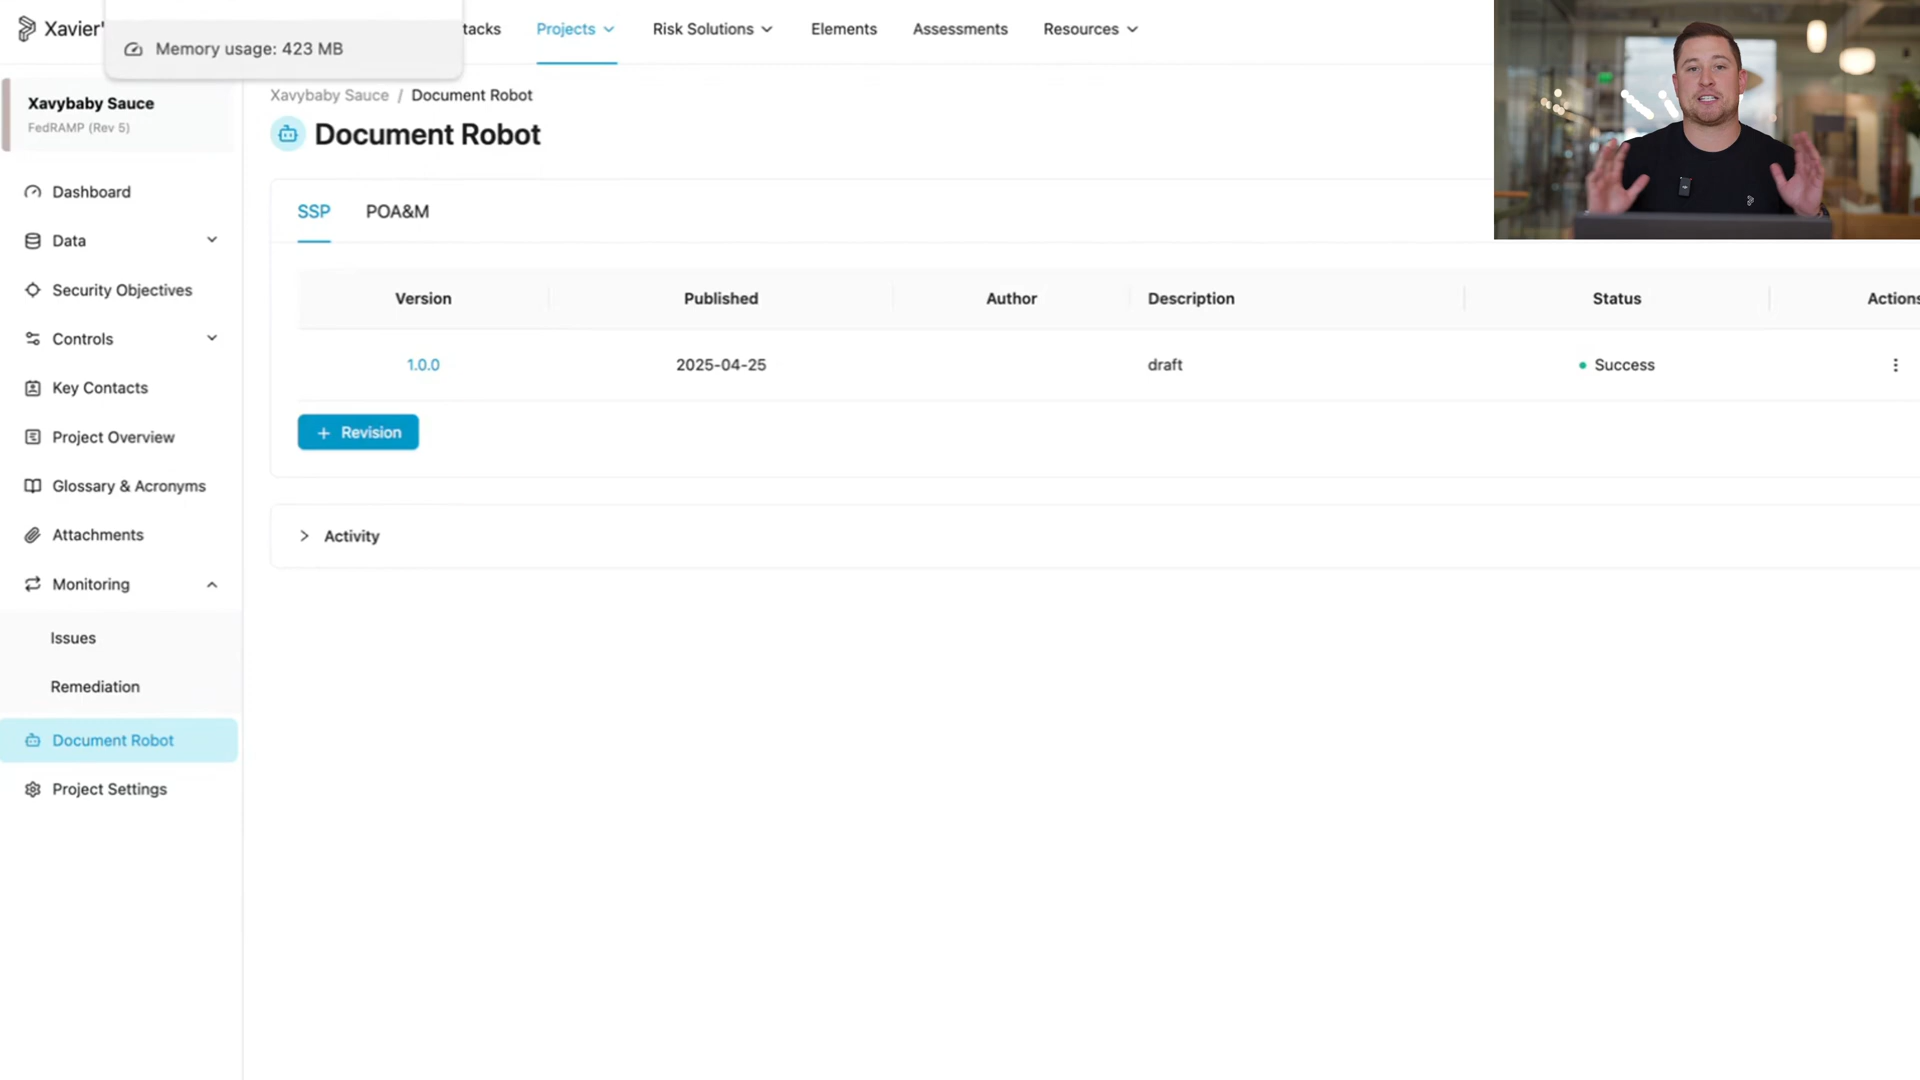 Xavier'
Memory usage: 423 MB
tacks
Projects
Risk Solutions
Elements
Assessments
Resources
Xavybaby Sauce
FedRAMP (Rev 5)
Dashboard
Data
Security Objectives
Controls
Key Contacts
Project Overview
Glossary & Acronyms
Attachments
Monitoring
Issues
Remediation
Document Robot
Project Settings
Xavybaby Sauce / Document Robot
Document Robot
SSP
POA&M
Version
Published
Author
Description
Status
Actions
1.0.0
2025-04-25
draft
Success
+ Revision
Activity